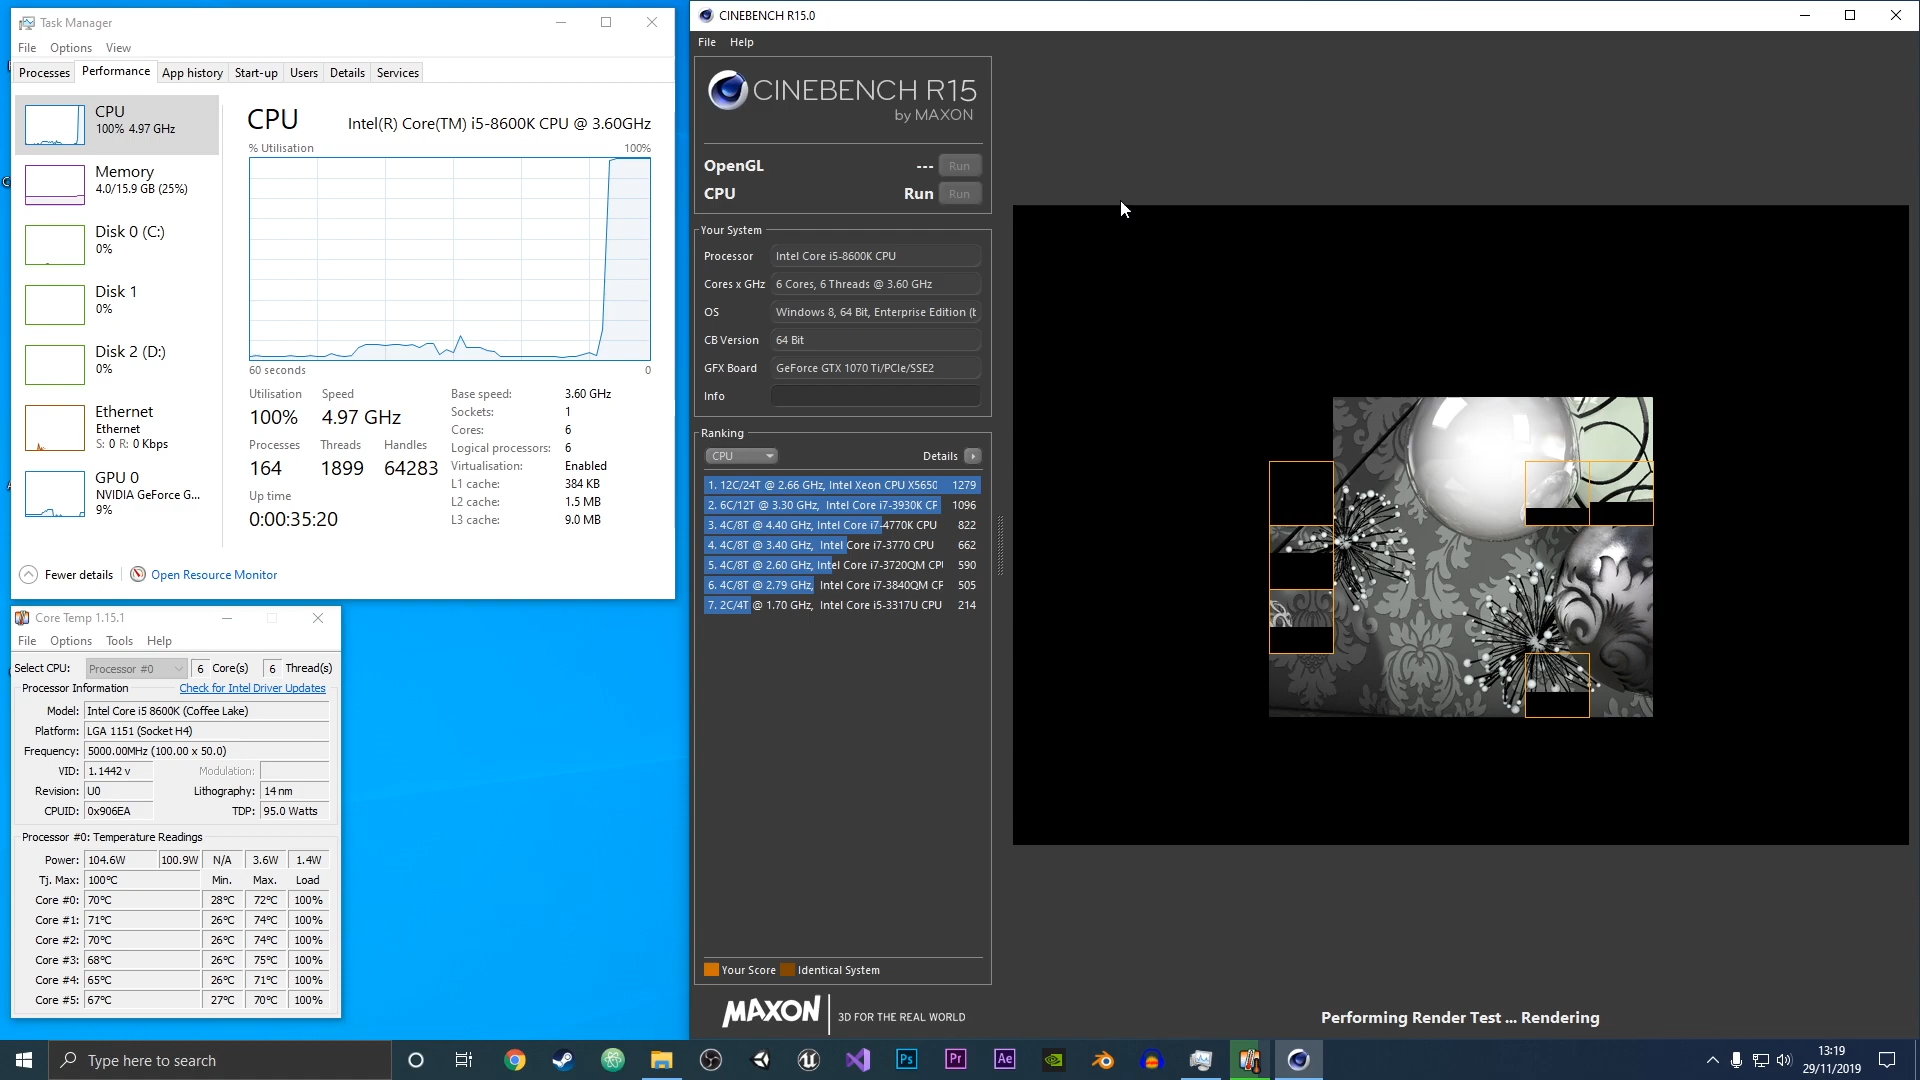 Task Manager
File Options View
Processes Performance App history Start-up Users Details Services
CPU
100% 4.97 GHz
Memory
4.0/15.9 GB (25%)
Disk 0 (C:)
0%
Disk 1
0%
Disk 2 (D:)
0%
Ethernet
Ethernet
S: 0 R: 0 Kbps
GPU 0
NVIDIA GeForce G...
9%
CPU Intel(R) Core(TM) i5-8600K CPU @ 3.60GHz
% Utilisation 100%
60 seconds 0
Utilisation Speed
100% 4.97 GHz
Processes Threads Handles
164 1899 64283
Up time
0:00:35:20
Base speed: 3.60 GHz
Sockets: 1
Cores: 6
Logical processors: 6
Virtualisation: Enabled
L1 cache: 384 KB
L2 cache: 1.5 MB
L3 cache: 9.0 MB
Fewer details Open Resource Monitor
Core Temp 1.15.1
File Options Tools Help
Select CPU: Processor #0 6 Core(s) 6 Thread(s)
Processor Information Check for Intel Driver Updates
Model: Intel Core i5 8600K (Coffee Lake)
Platform: LGA 1151 (Socket H4)
Frequency: 5000.00MHz (100.00 x 50.0)
VID: 1.1442 v Modulation:
Revision: U0 Lithography: 14 nm
CPUID: 0x906EA TDP: 95.0 Watts
Processor #0: Temperature Readings
Power: 104.6W 100.9W N/A 3.6W 1.4W
Tj. Max: 100°C Min. Max. Load
Core #0: 70°C 28°C 72°C 100%
Core #1: 71°C 26°C 74°C 100%
Core #2: 70°C 26°C 74°C 100%
Core #3: 68°C 26°C 75°C 100%
Core #4: 65°C 26°C 71°C 100%
Core #5: 67°C 27°C 70°C 100%
CINEBENCH R15.0
File Help
CINEBENCH R15
by MAXON
OpenGL --- Run
CPU Run Run
Your System
Processor Intel Core i5-8600K CPU
Cores x GHz 6 Cores, 6 Threads @ 3.60 GHz
OS Windows 8, 64 Bit, Enterprise Edition (b
CB Version 64 Bit
GFX Board GeForce GTX 1070 Ti/PCIe/SSE2
Info
Ranking
CPU Details
1. 12C/24T @ 2.66 GHz, Intel Xeon CPU X5650 1279
2. 6C/12T @ 3.30 GHz, Intel Core i7-3930K CP 1096
3. 4C/8T @ 4.40 GHz, Intel Core i7-4770K CPU 822
4. 4C/8T @ 3.40 GHz, Intel Core i7-3770 CPU 662
5. 4C/8T @ 2.60 GHz, Intel Core i7-3720QM CPU 590
6. 4C/8T @ 2.79 GHz, Intel Core i7-3840QM CP 505
7. 2C/4T @ 1.70 GHz, Intel Core i5-3317U CPU 214
Your Score Identical System
MAXON 3D FOR THE REAL WORLD
Performing Render Test ... Rendering
Type here to search
Ps Pr Ae
13:19
29/11/2019